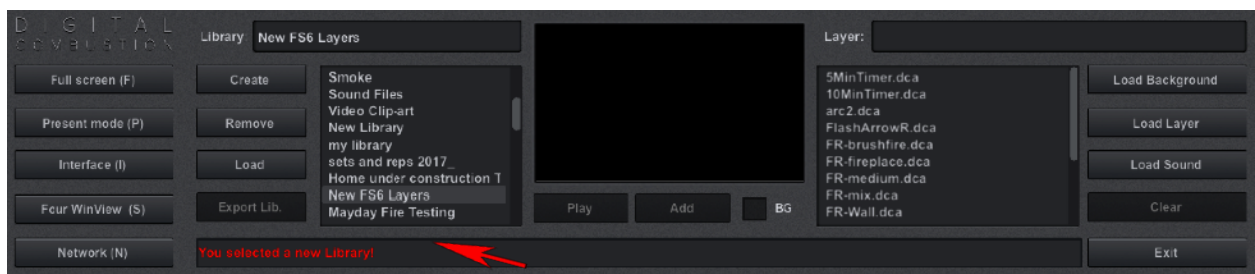 DIGITAL
COMBUSTION
Full screen (F)
Present mode (P)
Interface (I)
Four WinView (S)
Network (N)
Library: New FS6 Layers
Create
Remove
Load
Export Lib.
Smoke
Sound Files
Video Clip-art
New Library
my library
sets and reps 2017_
Home under construction T
New FS6 Layers
Mayday Fire Testing
You selected a new Library!
Play
Add
BG
Layer:
5MinTimer.dca
10MinTimer.dca
arc2.dca
FlashArrowR.dca
FR-brushfire.dca
FR-fireplace.dca
FR-medium.dca
FR-mix.dca
FR-Wall.dca
Load Background
Load Layer
Load Sound
Clear
Exit